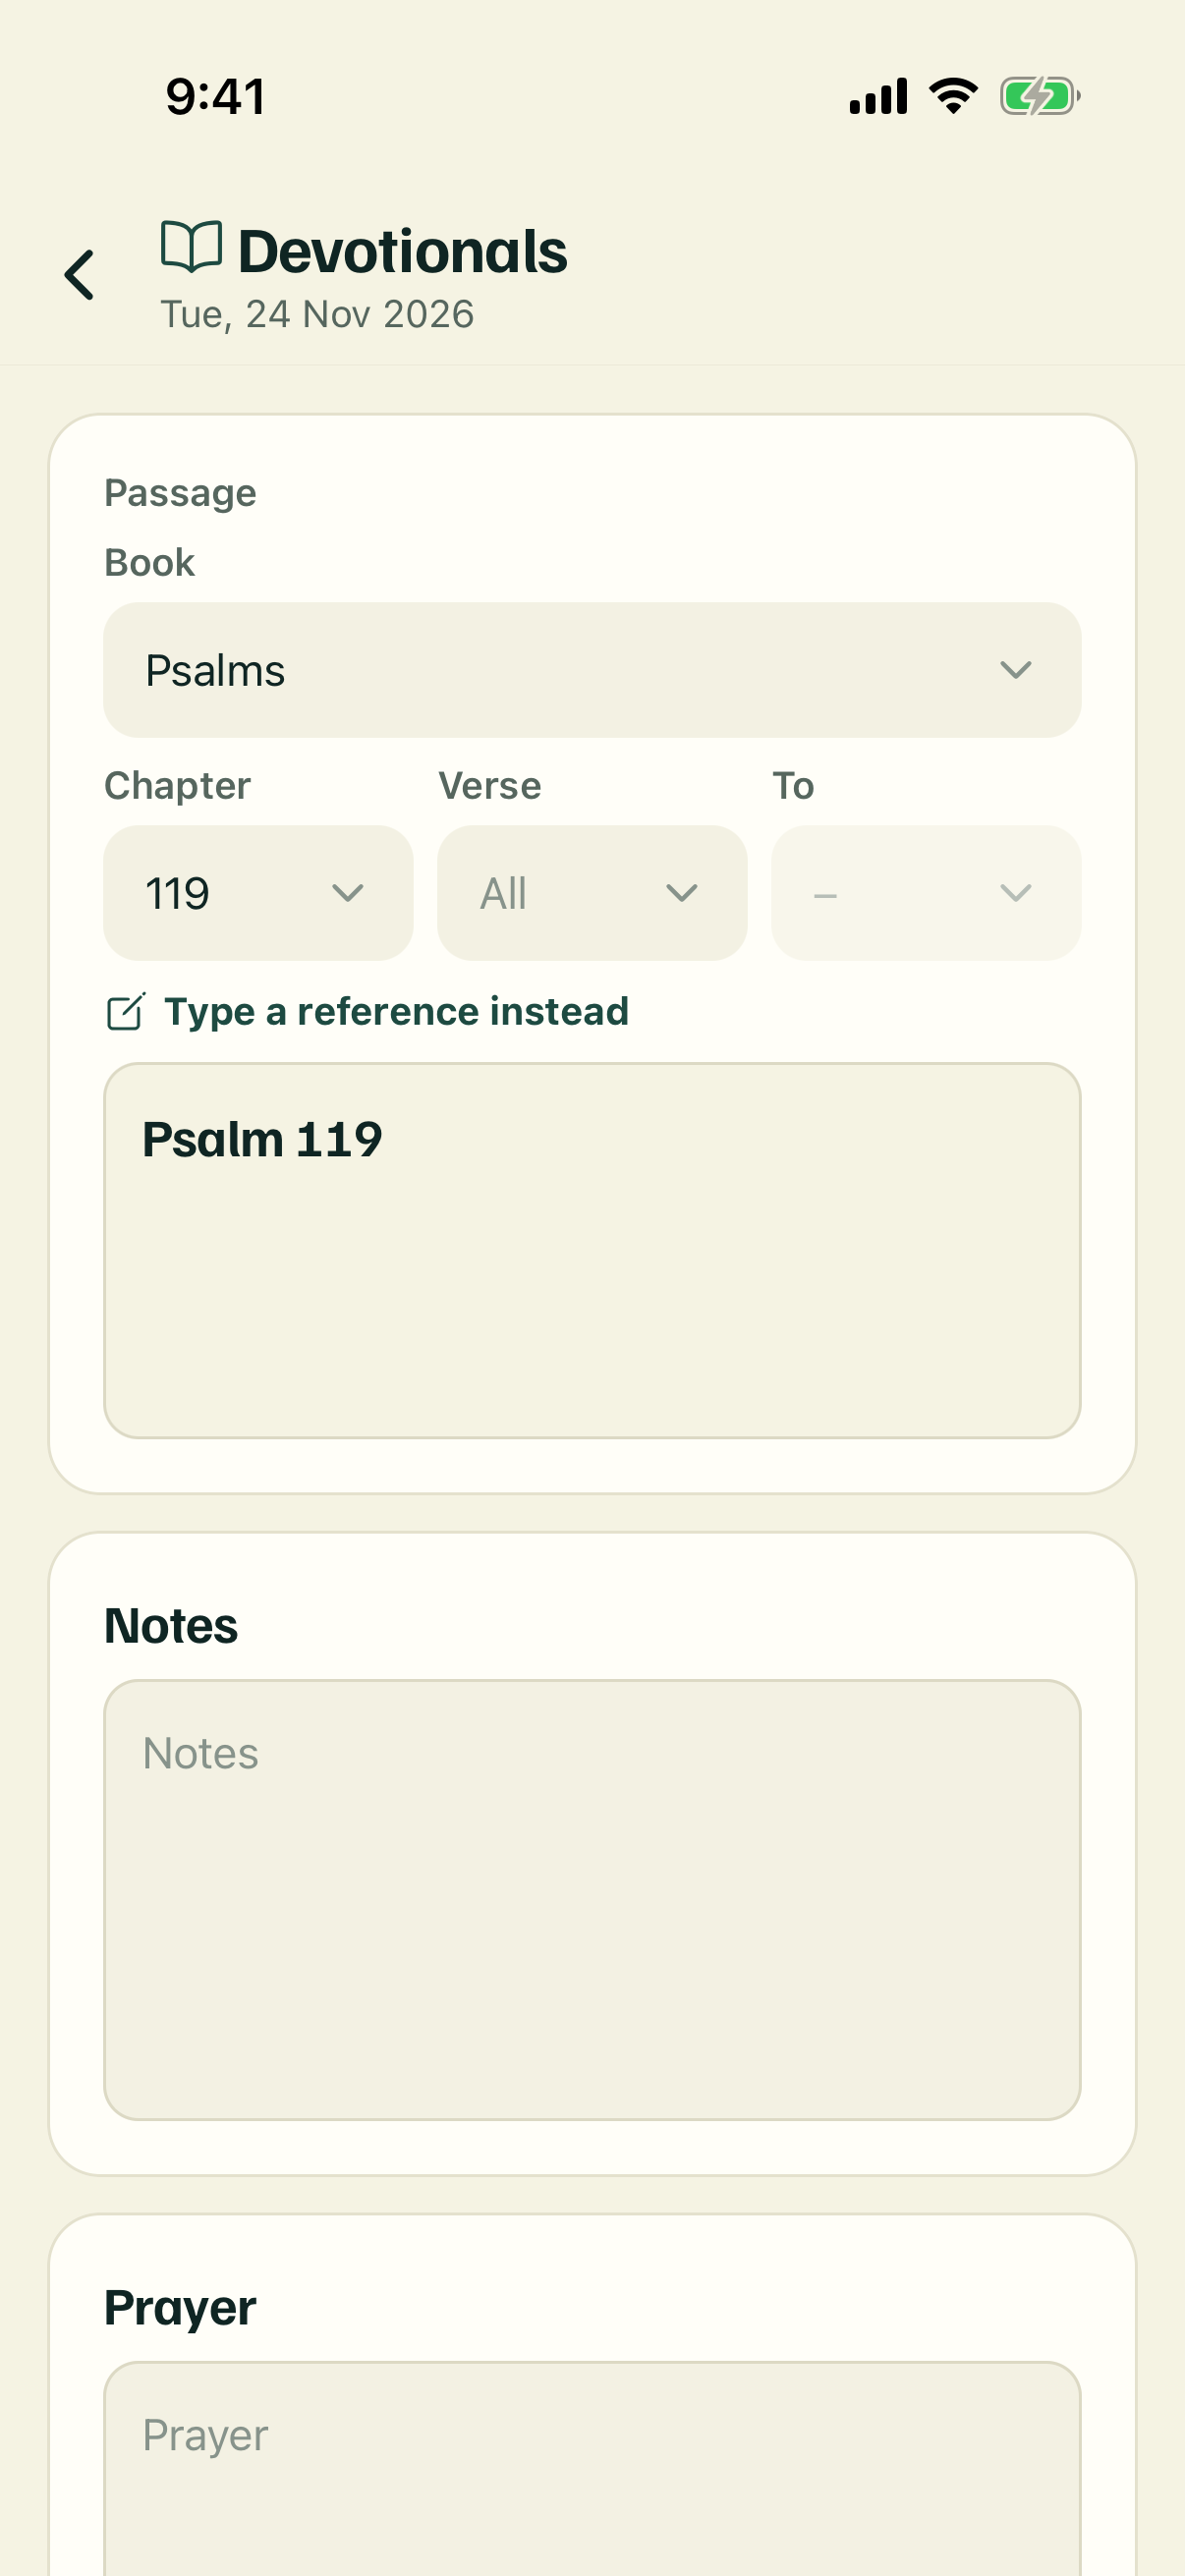 9:41
Devotionals
Tue, 24 Nov 2026
Passage
Book
Psalms
Chapter Verse To
119 All –
Type a reference instead
Psalm 119
Notes
Notes
Prayer
Prayer